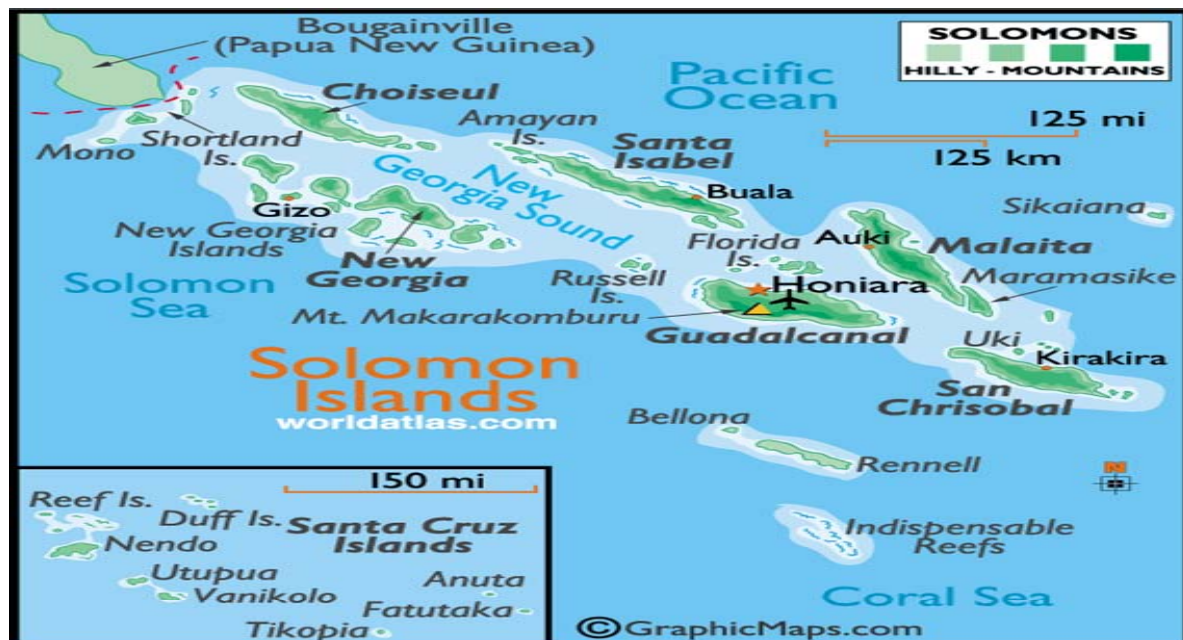 Bougainville
(Papua New Guinea)
SOLOMONS
HILLY - MOUNTAINS
Pacific
Ocean
Choiseul
Amayan
Is.
Santa
Isabel
125 mi
125 km
Mono
Shortland
Is.
New
Georgia Sound
Buala
Sikaiana
Gizo
New Georgia
Islands
New
Georgia
Florida
Is.
Auki
Malaita
Maramasike
Solomon
Sea
Russell
Is.
Honiara
Mt. Makarakomburu
Guadalcanal
Uki
Kirakira
San
Chrisobal
Solomon
Islands
worldatlas.com
Bellona
Rennell
N
150 mi
Reef Is.
Duff Is.
Santa Cruz
Islands
Nendo
Utupua
Vanikolo
Anuta
Fatutaka
Tikopia
Indispensable
Reefs
Coral Sea
©GraphicMaps.com